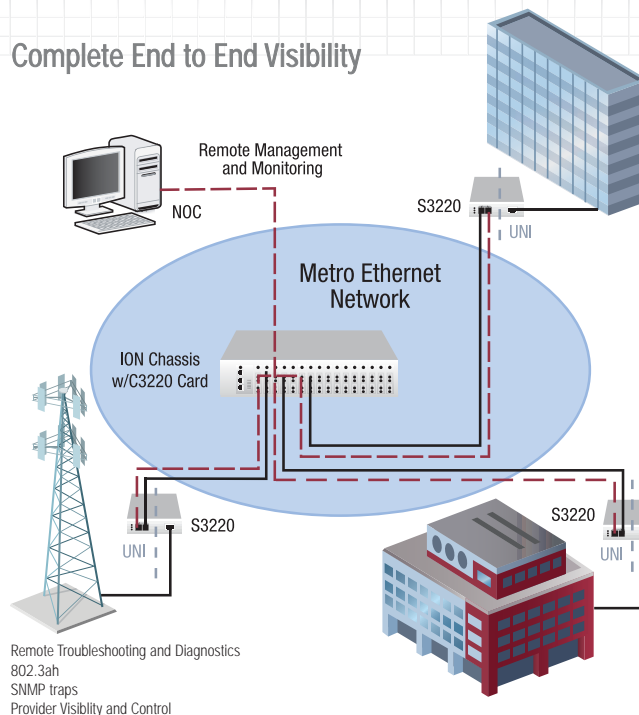 Complete End to End Visibility
Remote Management
and Monitoring
NOC
S3220
UNI
Metro Ethernet
Network
ION Chassis
w/C3220 Card
S3220
UNI
S3220
UNI
Remote Troubleshooting and Diagnostics
802.3ah
SNMP traps
Provider Visiblity and Control